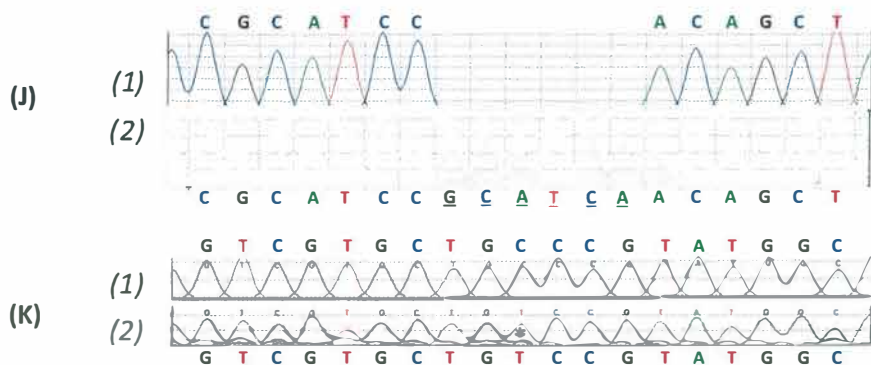 C G C A T C C A C A G C T
(J)
(1)
(2)
C G C A T C C G C A T C A A C A G C T
G T C G T G C T G C C C G T A T G G C
(1)
(K)
(2)
G T C G T G C T G T C C G T A T G G C